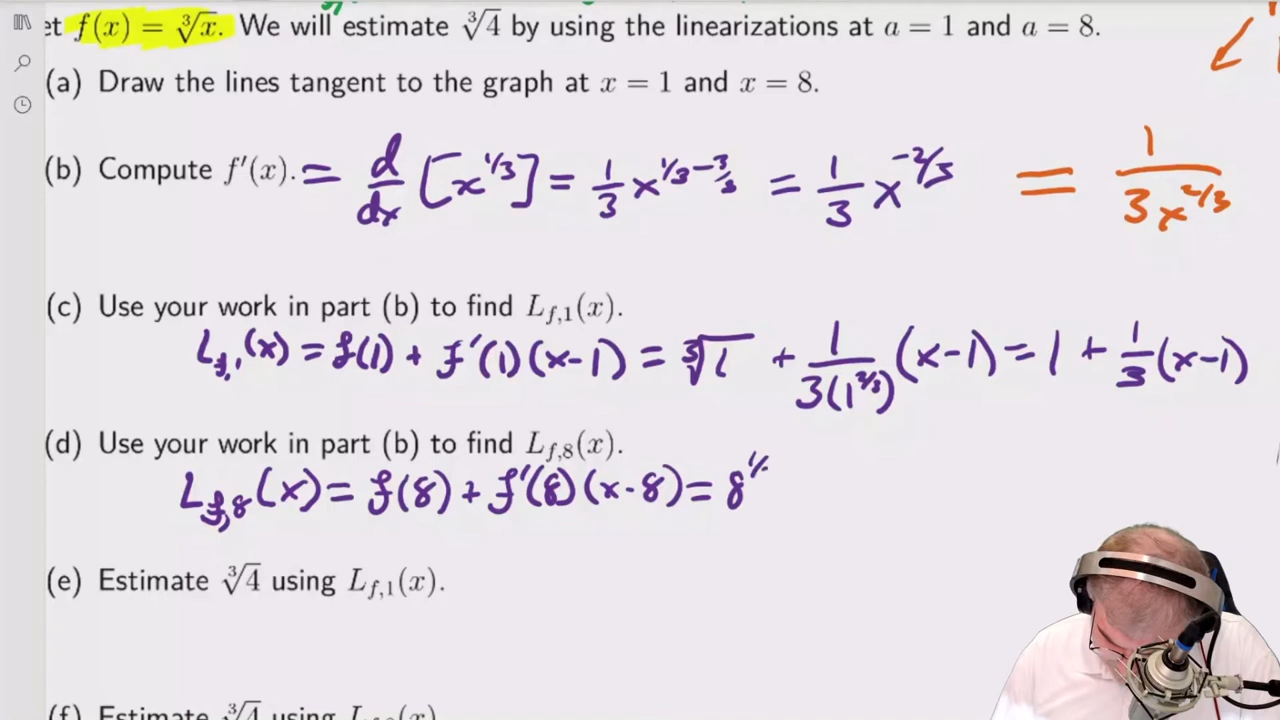 et f(x) = ∛x. We will estimate ∛4 by using the linearizations at a = 1 and a = 8.
(a) Draw the lines tangent to the graph at x = 1 and x = 8.
(b) Compute f′(x). = d/dx [x^{1/3}] = 1/3 x^{1/3 − 3/3} = 1/3 x^{−2/3} = 1/(3x^{2/3})
(c) Use your work in part (b) to find L_{f,1}(x).
L_{f,1}(x) = f(1) + f′(1)(x−1) = ∛1 + 1/(3(1^{2/3}))(x−1) = 1 + 1/3(x−1)
(d) Use your work in part (b) to find L_{f,8}(x).
L_{f,8}(x) = f(8) + f′(8)(x-8) = 8^{1/
(e) Estimate ∛4 using L_{f,1}(x).
(f) Estimate ∛4 using